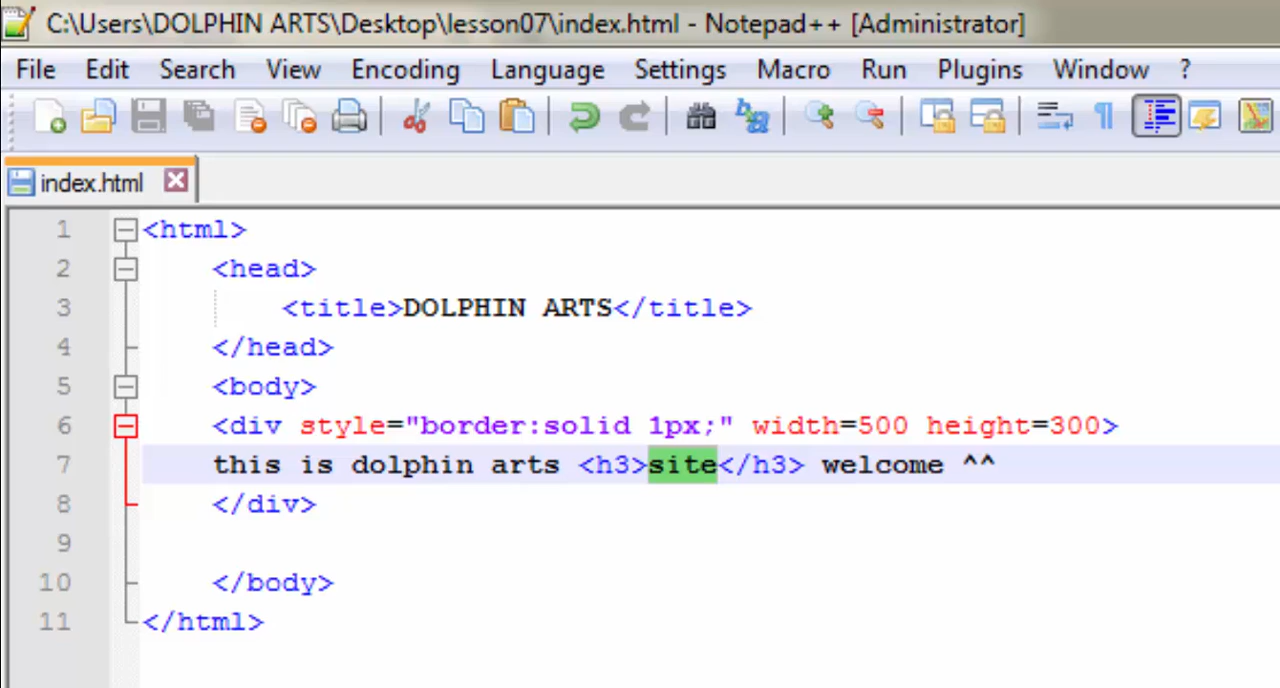 C:\Users\DOLPHIN ARTS\Desktop\lesson07\index.html - Notepad++ [Administrator]
File Edit Search View Encoding Language Settings Macro Run Plugins Window ?
index.html
1 <html>
2 <head>
3 <title>DOLPHIN ARTS</title>
4 </head>
5 <body>
6 <div style="border:solid 1px;" width=500 height=300>
7 this is dolphin arts <h3>site</h3> welcome ^^
8 </div>
9
10 </body>
11 </html>